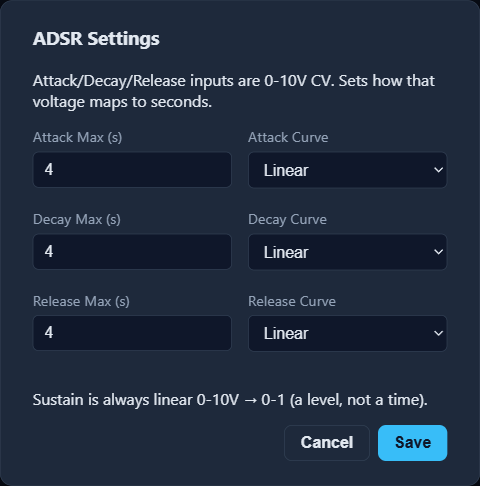 ADSR Settings
Attack/Decay/Release inputs are 0-10V CV. Sets how that
voltage maps to seconds.
Attack Max (s)
Attack Curve
4
Linear
Decay Max (s)
Decay Curve
4
Linear
Release Max (s)
Release Curve
4
Linear
Sustain is always linear 0-10V → 0-1 (a level, not a time).
Cancel
Save